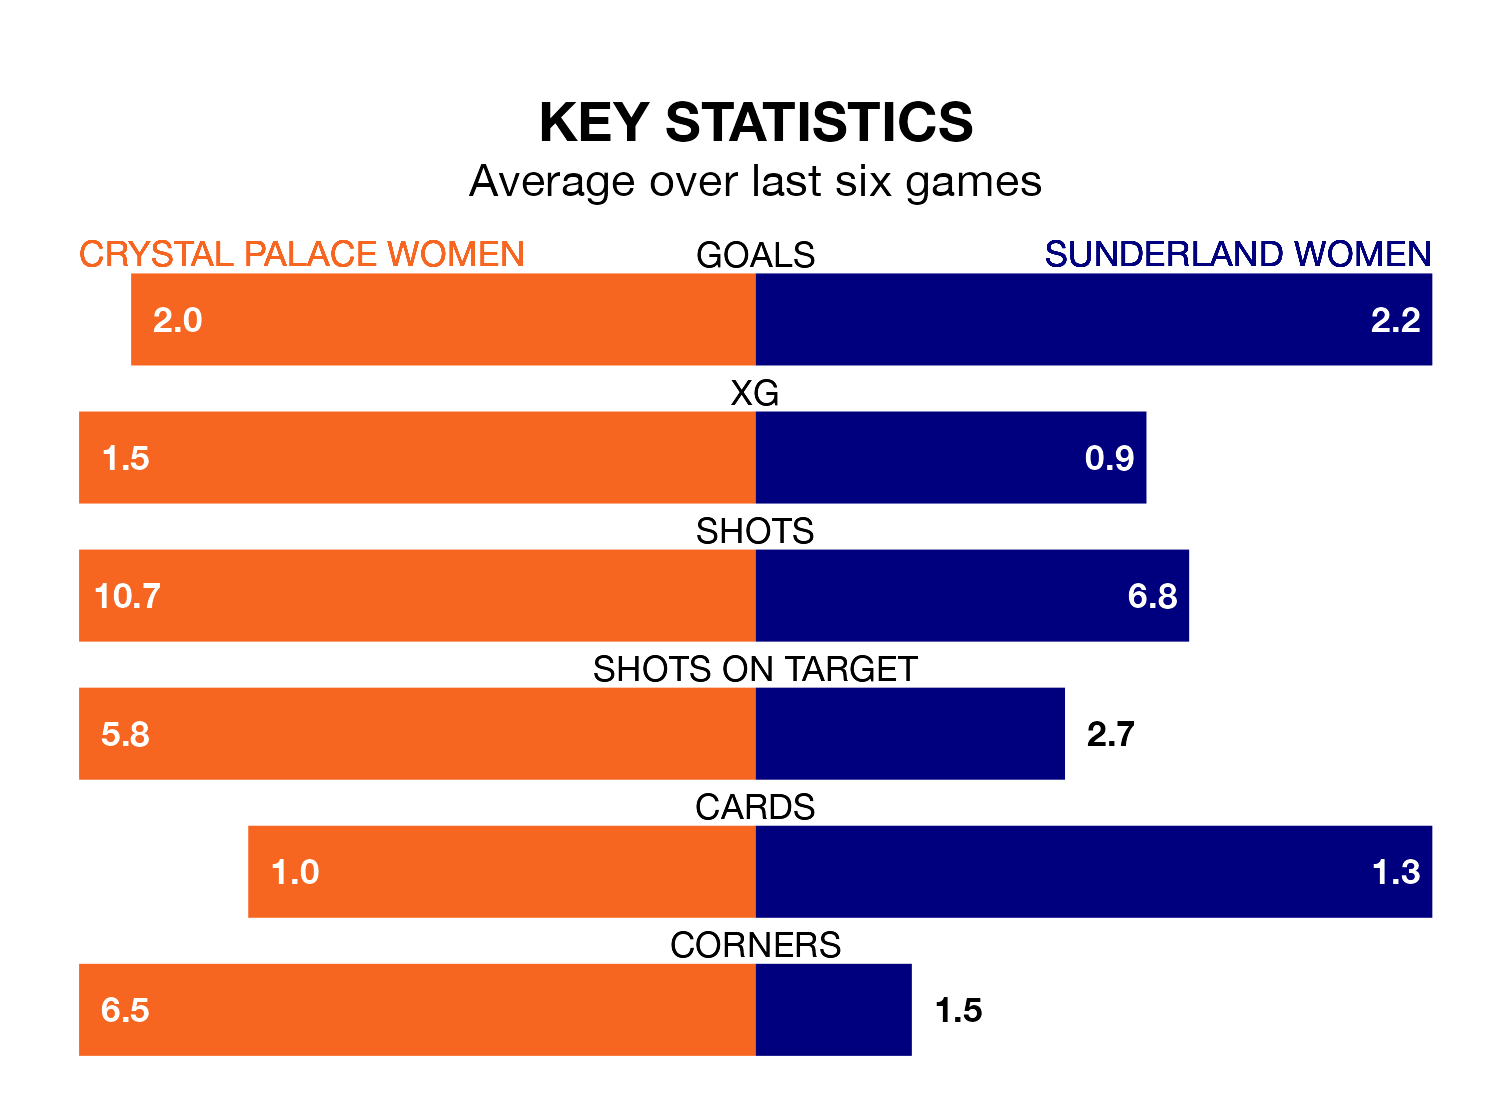 KEY STATISTICS
Average over last six games
CRYSTAL PALACE WOMEN GOALS SUNDERLAND WOMEN
2.0 2.2
XG
1.5 0.9
SHOTS
10.7 6.8
SHOTS ON TARGET
5.8 2.7
CARDS
1.0 1.3
CORNERS
6.5 1.5